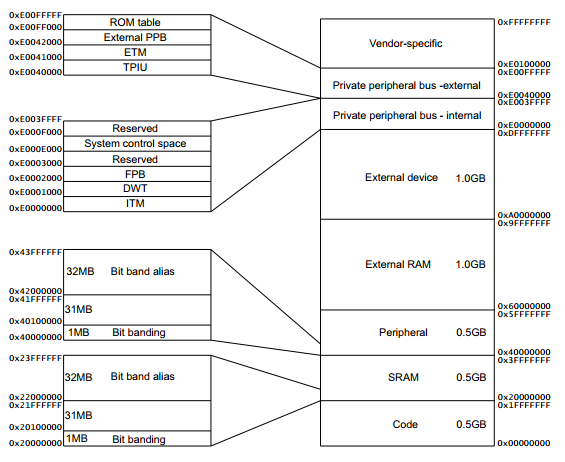 0xE00FFFFF
ROM table
0xE00FF000
External PPB
0xE0042000
ETM
0xE0041000
TPIU
0xE0040000
0xE003FFFF
Reserved
0xE000F000
System control space
0xE000E000
Reserved
0xE0003000
FPB
0xE0002000
DWT
0xE0001000
ITM
0xE0000000
0x43FFFFFF
32MB Bit band alias
0x42000000
0x41FFFFFF
31MB
0x40100000
1MB Bit banding
0x40000000
0x23FFFFFF
32MB Bit band alias
0x22000000
0x21FFFFFF
31MB
0x20100000
1MB Bit banding
0x20000000
0xFFFFFFFF
Vendor-specific
0xE0100000
0xE00FFFFF
Private peripheral bus -external
0xE0040000
0xE003FFFF
Private peripheral bus - internal
0xE0000000
0xDFFFFFFF
External device 1.0GB
0xA0000000
0x9FFFFFFF
External RAM 1.0GB
0x60000000
0x5FFFFFFF
Peripheral 0.5GB
0x40000000
0x3FFFFFFF
SRAM 0.5GB
0x20000000
0x1FFFFFFF
Code 0.5GB
0x00000000